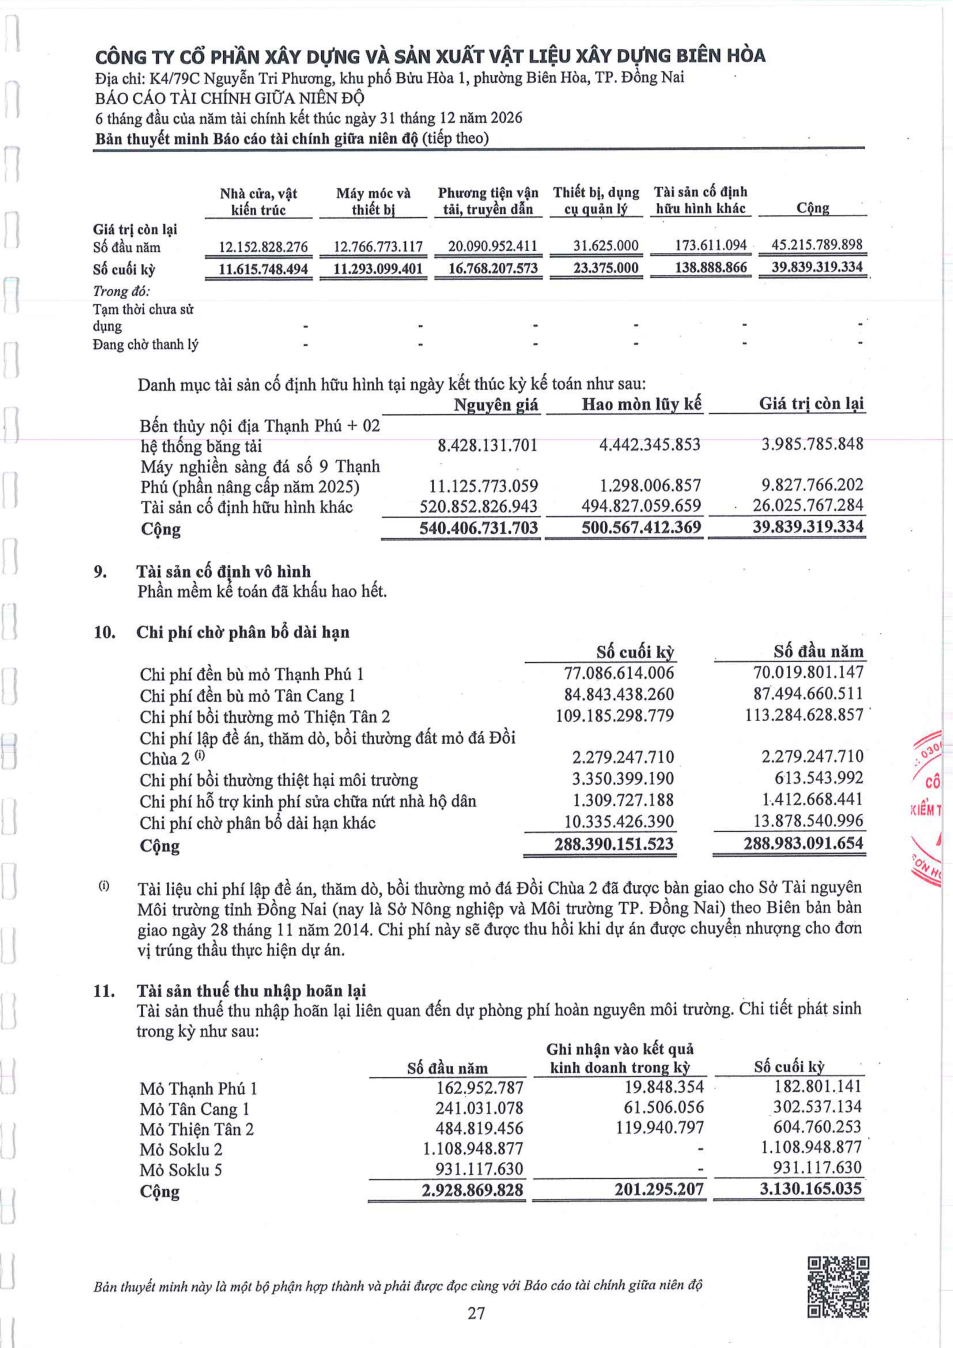 CÔNG TY CỔ PHẦN XÂY DỰNG VÀ SẢN XUẤT VẬT LIỆU XÂY DỰNG BIÊN HÒA
Địa chỉ: K4/79C Nguyễn Tri Phương, khu phố Bửu Hòa 1, phường Biên Hòa, TP. Đồng Nai
BÁO CÁO TÀI CHÍNH GIỮA NIÊN ĐỘ
6 tháng đầu của năm tài chính kết thúc ngày 31 tháng 12 năm 2026
Bản thuyết minh Báo cáo tài chính giữa niên độ (tiếp theo)
Nhà cửa, vật kiến trúc Máy móc và thiết bị Phương tiện vận tải, truyền dẫn Thiết bị, dụng cụ quản lý Tài sản cố định hữu hình khác Cộng
Giá trị còn lại
Số đầu năm 12.152.828.276 12.766.773.117 20.090.952.411 31.625.000 173.611.094 45.215.789.898
Số cuối kỳ 11.615.748.494 11.293.099.401 16.768.207.573 23.375.000 138.888.866 39.839.319.334
Trong đó:
Tạm thời chưa sử
dụng - - - - - -
Đang chờ thanh lý - - - - - -
Danh mục tài sản cố định hữu hình tại ngày kết thúc kỳ kế toán như sau:
Nguyên giá Hao mòn lũy kế Giá trị còn lại
Bến thủy nội địa Thạnh Phú + 02
hệ thống băng tải 8.428.131.701 4.442.345.853 3.985.785.848
Máy nghiền sàng đá số 9 Thạnh
Phú (phần nâng cấp năm 2025) 11.125.773.059 1.298.006.857 9.827.766.202
Tài sản cố định hữu hình khác 520.852.826.943 494.827.059.659 26.025.767.284
Cộng 540.406.731.703 500.567.412.369 39.839.319.334
9. Tài sản cố định vô hình
Phần mềm kế toán đã khấu hao hết.
10. Chi phí chờ phân bổ dài hạn
Số cuối kỳ Số đầu năm
Chi phí đền bù mỏ Thạnh Phú 1 77.086.614.006 70.019.801.147
Chi phí đền bù mỏ Tân Cang 1 84.843.438.260 87.494.660.511
Chi phí bồi thường mỏ Thiện Tân 2 109.185.298.779 113.284.628.857
Chi phí lập đề án, thăm dò, bồi thường đất mỏ đá Đồi
Chùa 2 (i) 2.279.247.710 2.279.247.710
Chi phí bồi thường thiệt hại môi trường 3.350.399.190 613.543.992
Chi phí hỗ trợ kinh phí sửa chữa nứt nhà hộ dân 1.309.727.188 1.412.668.441
Chi phí chờ phân bổ dài hạn khác 10.335.426.390 13.878.540.996
Cộng 288.390.151.523 288.983.091.654
(i) Tài liệu chi phí lập đề án, thăm dò, bồi thường mỏ đá Đồi Chùa 2 đã được bàn giao cho Sở Tài nguyên
Môi trường tỉnh Đồng Nai (nay là Sở Nông nghiệp và Môi trường TP. Đồng Nai) theo Biên bản bàn
giao ngày 28 tháng 11 năm 2014. Chi phí này sẽ được thu hồi khi dự án được chuyển nhượng cho đơn
vị trúng thầu thực hiện dự án.
11. Tài sản thuế thu nhập hoãn lại
Tài sản thuế thu nhập hoãn lại liên quan đến dự phòng phí hoàn nguyên môi trường. Chi tiết phát sinh
trong kỳ như sau:
Số đầu năm Ghi nhận vào kết quả kinh doanh trong kỳ Số cuối kỳ
Mỏ Thạnh Phú 1 162.952.787 19.848.354 182.801.141
Mỏ Tân Cang 1 241.031.078 61.506.056 302.537.134
Mỏ Thiện Tân 2 484.819.456 119.940.797 604.760.253
Mỏ Soklu 2 1.108.948.877 - 1.108.948.877
Mỏ Soklu 5 931.117.630 - 931.117.630
Cộng 2.928.869.828 201.295.207 3.130.165.035
Bản thuyết minh này là một bộ phận hợp thành và phải được đọc cùng với Báo cáo tài chính giữa niên độ
27